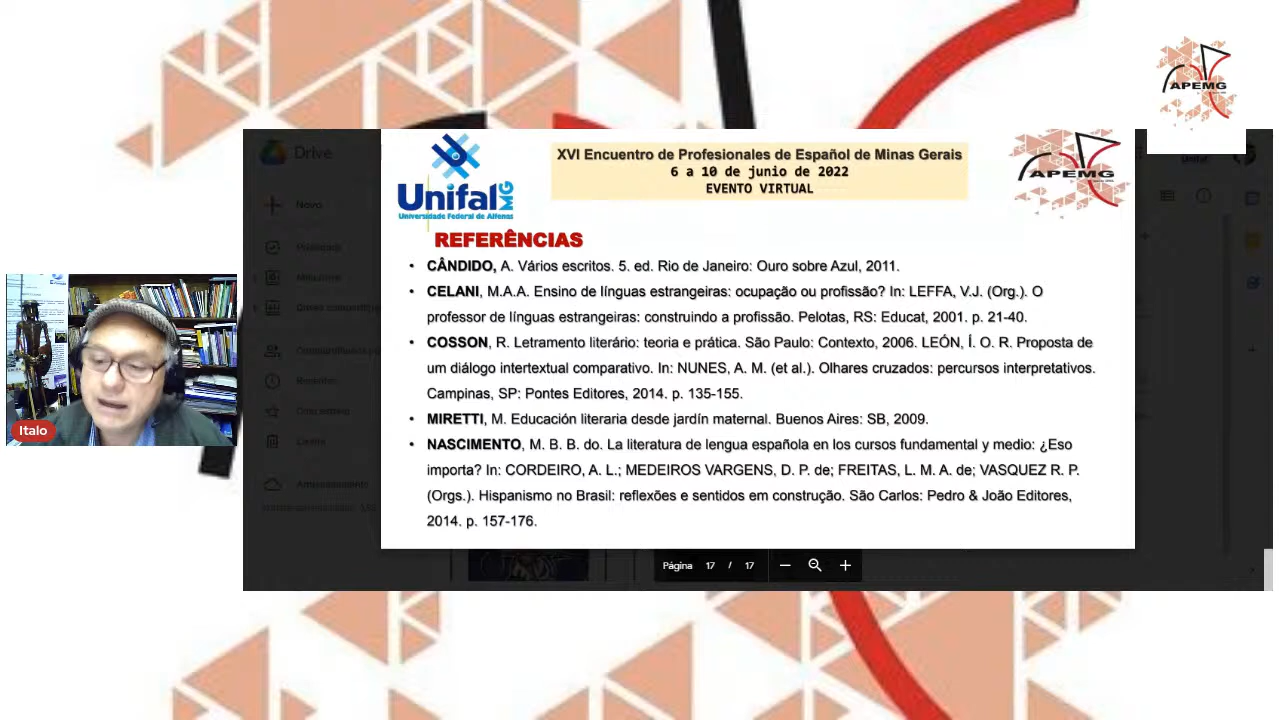 APEMG
Drive
Unifal MG
Universidade Federal de Alfenas
XVI Encuentro de Profesionales de Español de Minas Gerais
6 a 10 de junio de 2022
EVENTO VIRTUAL
APEMG
Novo
REFERÊNCIAS
• CÂNDIDO, A. Vários escritos. 5. ed. Rio de Janeiro: Ouro sobre Azul, 2011.
• CELANI, M.A.A. Ensino de línguas estrangeiras: ocupação ou profissão? In: LEFFA, V.J. (Org.). O
professor de línguas estrangeiras: construindo a profissão. Pelotas, RS: Educat, 2001. p. 21-40.
• COSSON, R. Letramento literário: teoria e prática. São Paulo: Contexto, 2006. LEÓN, Í. O. R. Proposta de
um diálogo intertextual comparativo. In: NUNES, A. M. (et al.). Olhares cruzados: percursos interpretativos.
Campinas, SP: Pontes Editores, 2014. p. 135-155.
• MIRETTI, M. Educación literaria desde jardín maternal. Buenos Aires: SB, 2009.
• NASCIMENTO, M. B. B. do. La literatura de lengua española en los cursos fundamental y medio: ¿Eso
importa? In: CORDEIRO, A. L.; MEDEIROS VARGENS, D. P. de; FREITAS, L. M. A. de; VASQUEZ R. P.
(Orgs.). Hispanismo no Brasil: reflexões e sentidos em construção. São Carlos: Pedro & João Editores,
2014. p. 157-176.
Italo
Página 17 / 17